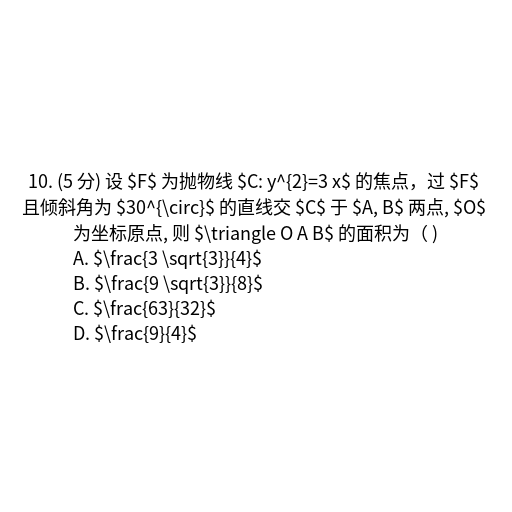 10. (5 分) 设 $F$ 为抛物线 $C: y^{2}=3 x$ 的焦点，过 $F$
且倾斜角为 $30^{\circ}$ 的直线交 $C$ 于 $A, B$ 两点, $O$
为坐标原点, 则 $\triangle O A B$ 的面积为（ )
A. $\frac{3 \sqrt{3}}{4}$
B. $\frac{9 \sqrt{3}}{8}$
C. $\frac{63}{32}$
D. $\frac{9}{4}$